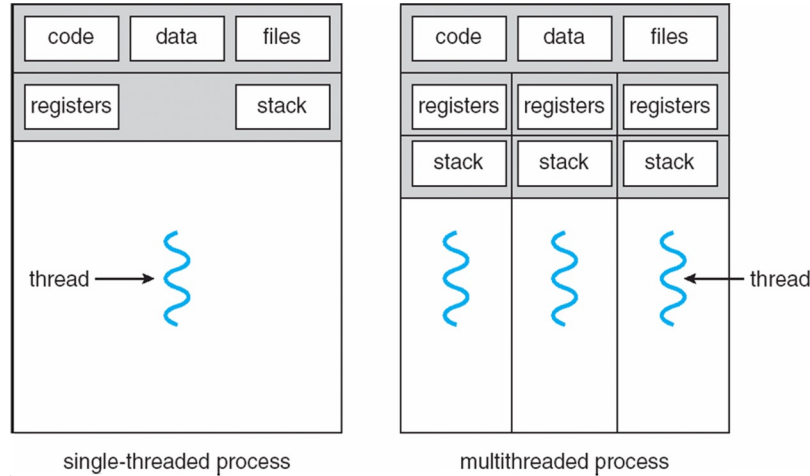 code data files
registers stack
thread
single-threaded process
code data files
registers registers registers
stack stack stack
thread
multithreaded process